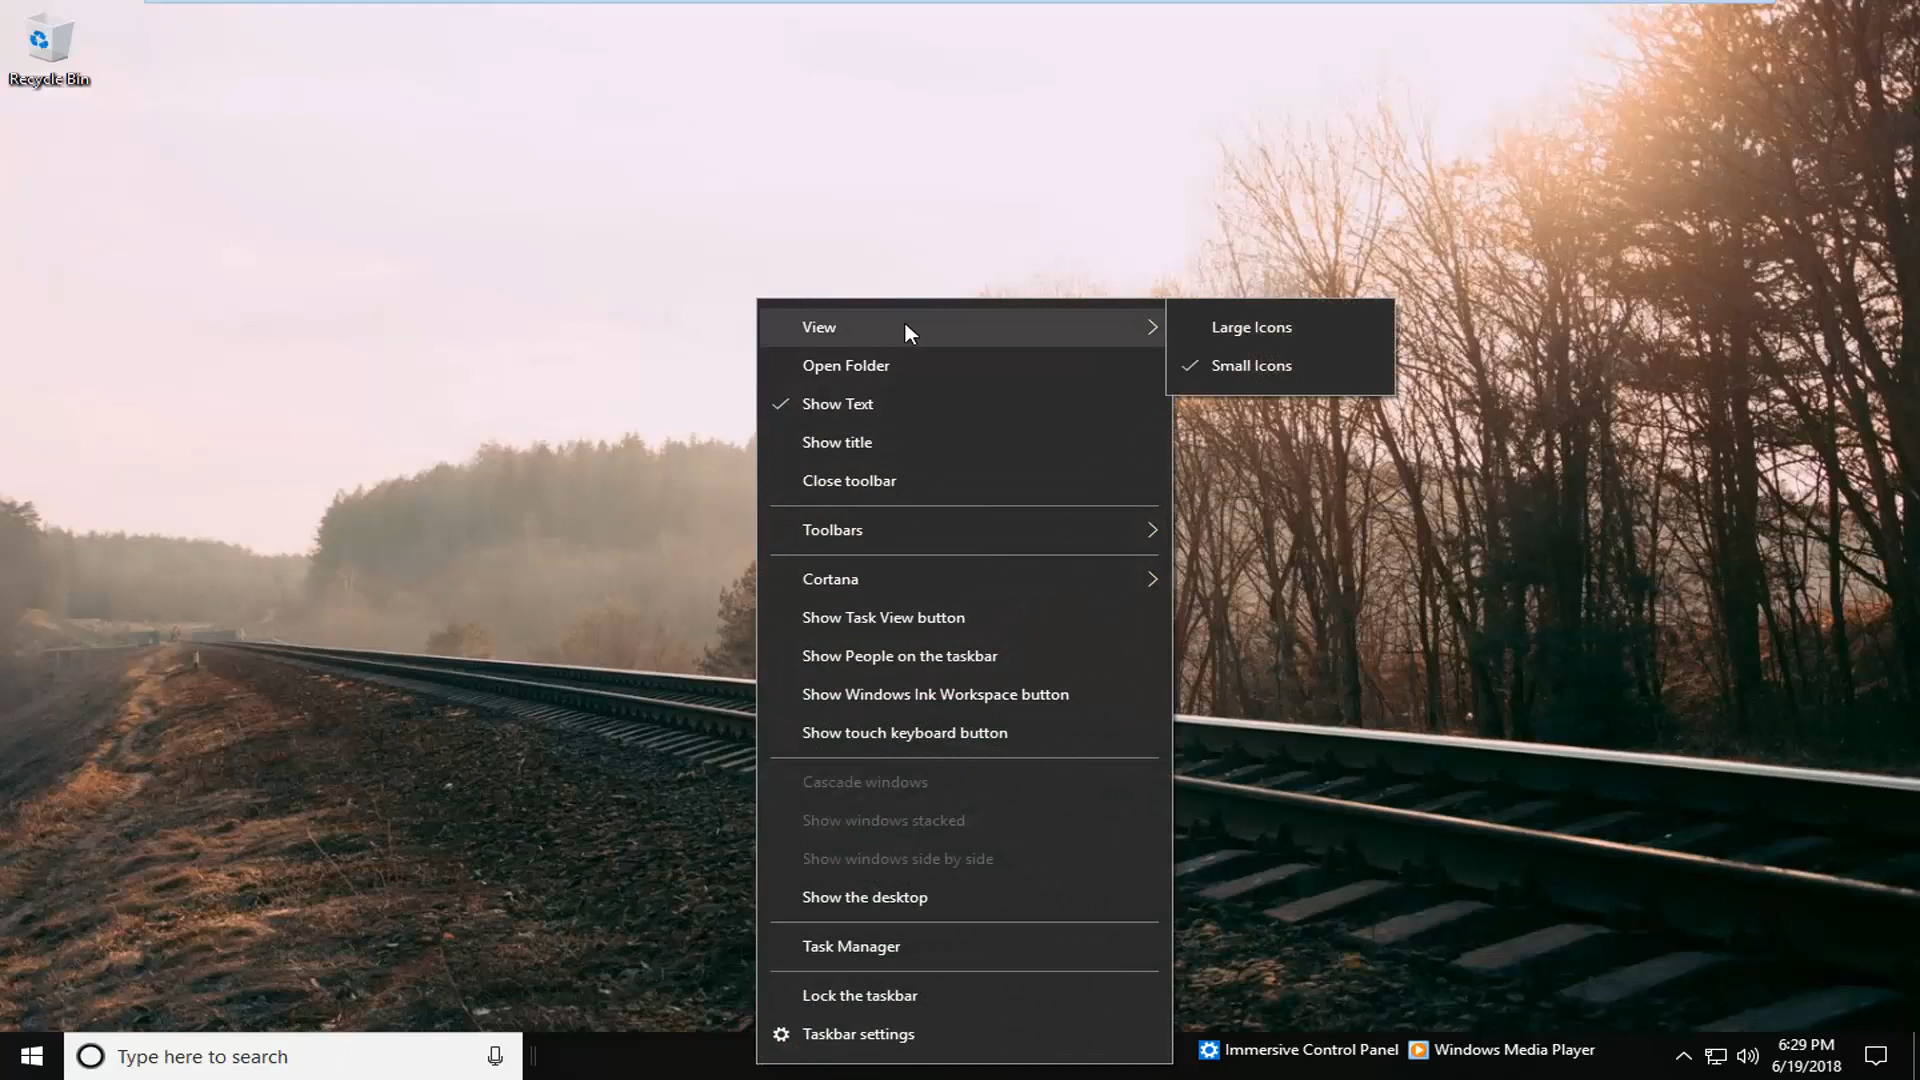 Recycle Bin
View
Large Icons
Open Folder
Small Icons
Show Text
Show title
Close toolbar
Toolbars
Cortana
Show Task View button
Show People on the taskbar
Show Windows Ink Workspace button
Show touch keyboard button
Cascade windows
Show windows stacked
Show windows side by side
Show the desktop
Task Manager
Lock the taskbar
Taskbar settings
Type here to search
Immersive Control Panel
Windows Media Player
6:29 PM
6/19/2018